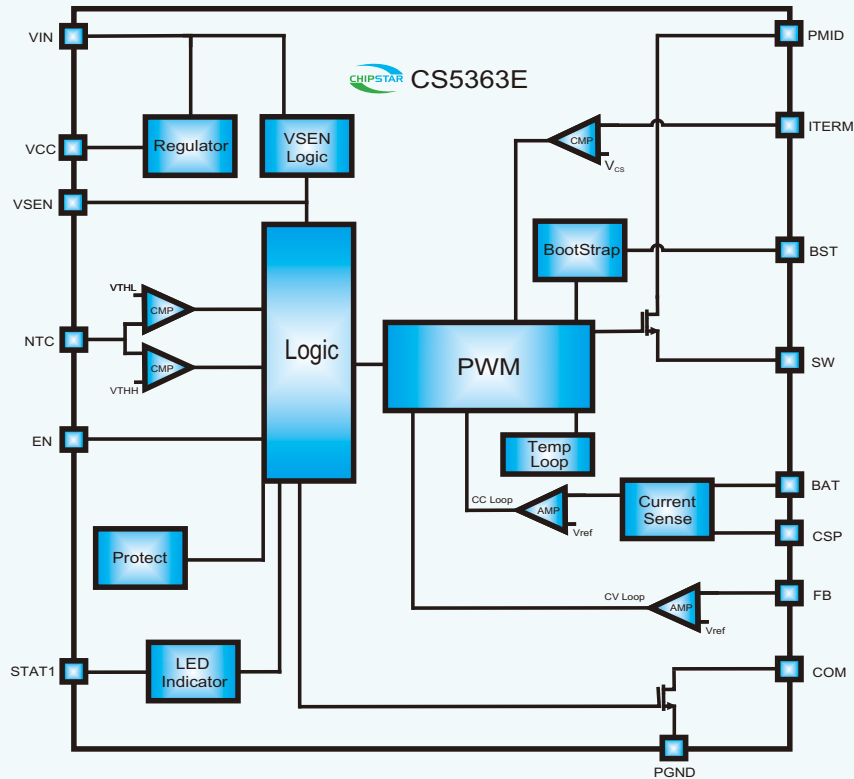 VIN
PMID
CHIPSTAR CS5363E
VCC
Regulator
VSEN
Logic
CMP
VCS
ITERM
VSEN
BootStrap
BST
VTHL
CMP
NTC
CMP
VTHH
Logic
PWM
SW
EN
Temp
Loop
BAT
CC Loop
AMP
Vref
Current
Sense
CSP
Protect
CV Loop
AMP
Vref
FB
STAT1
LED
Indicator
COM
PGND